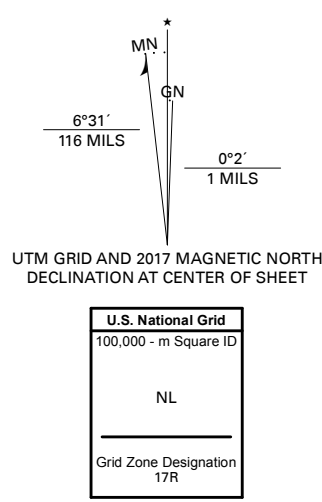 ★
MN
GN
6°31´
116 MILS
0°2´
1 MILS
UTM GRID AND 2017 MAGNETIC NORTH
DECLINATION AT CENTER OF SHEET
U.S. National Grid
100,000 - m Square ID
NL
Grid Zone Designation
17R